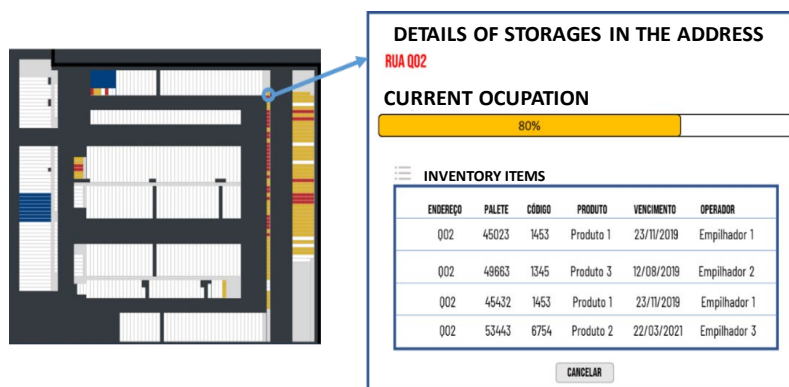 DETAILS OF STORAGES IN THE ADDRESS
RUA Q02
CURRENT OCUPATION
80%
INVENTORY ITEMS
ENDEREÇO PALETE CÓDIGO PRODUTO VENCIMENTO OPERADOR
Q02 45023 1453 Produto 1 23/11/2019 Empilhador 1
Q02 49663 1345 Produto 3 12/08/2019 Empilhador 2
Q02 45432 1453 Produto 1 23/11/2019 Empilhador 1
Q02 53443 6754 Produto 2 22/03/2021 Empilhador 3
CANCELAR